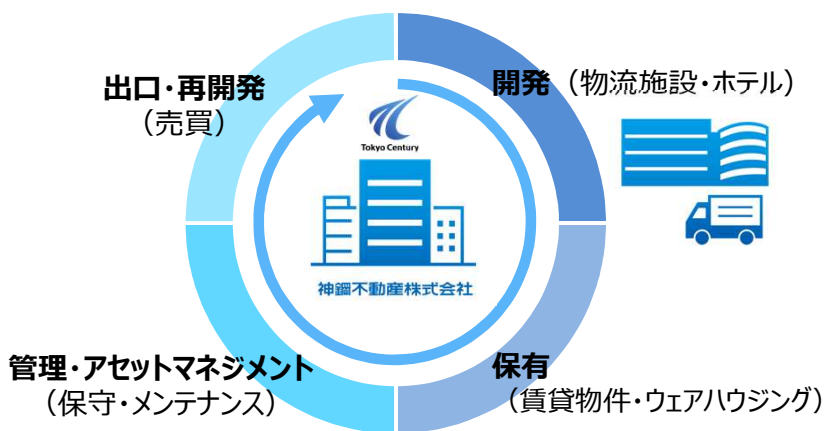 出口・再開発
(売買)
開発(物流施設・ホテル)
Tokyo Century
神鋼不動産株式会社
管理・アセットマネジメント
(保守・メンテナンス)
保有
(賃貸物件・ウェアハウジング)